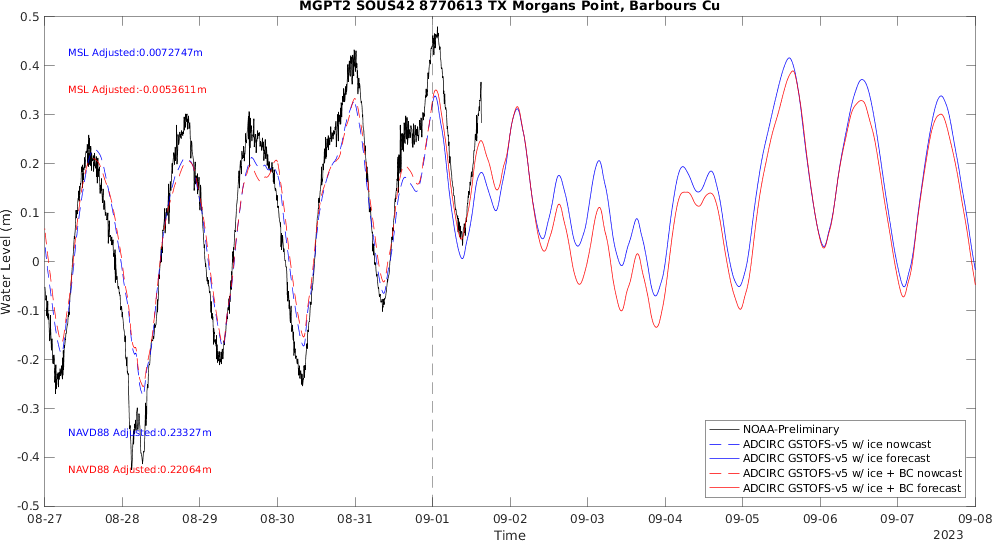 MGPT2 SOUS42 8770613 TX Morgans Point, Barbours Cu
0.5
0.4
0.3
0.2
0.1
0
-0.1
-0.2
-0.3
-0.4
-0.5
Water Level (m)
MSL Adjusted:0.0072747m
MSL Adjusted:-0.0053611m
NAVD88 Adjusted:0.23327m
NAVD88 Adjusted:0.22064m
NOAA-Preliminary
ADCIRC GSTOFS-v5 w/ ice nowcast
ADCIRC GSTOFS-v5 w/ ice forecast
ADCIRC GSTOFS-v5 w/ ice + BC nowcast
ADCIRC GSTOFS-v5 w/ ice + BC forecast
08-27 08-28 08-29 08-30 08-31 09-01 09-02 09-03 09-04 09-05 09-06 09-07 09-08
Time
2023